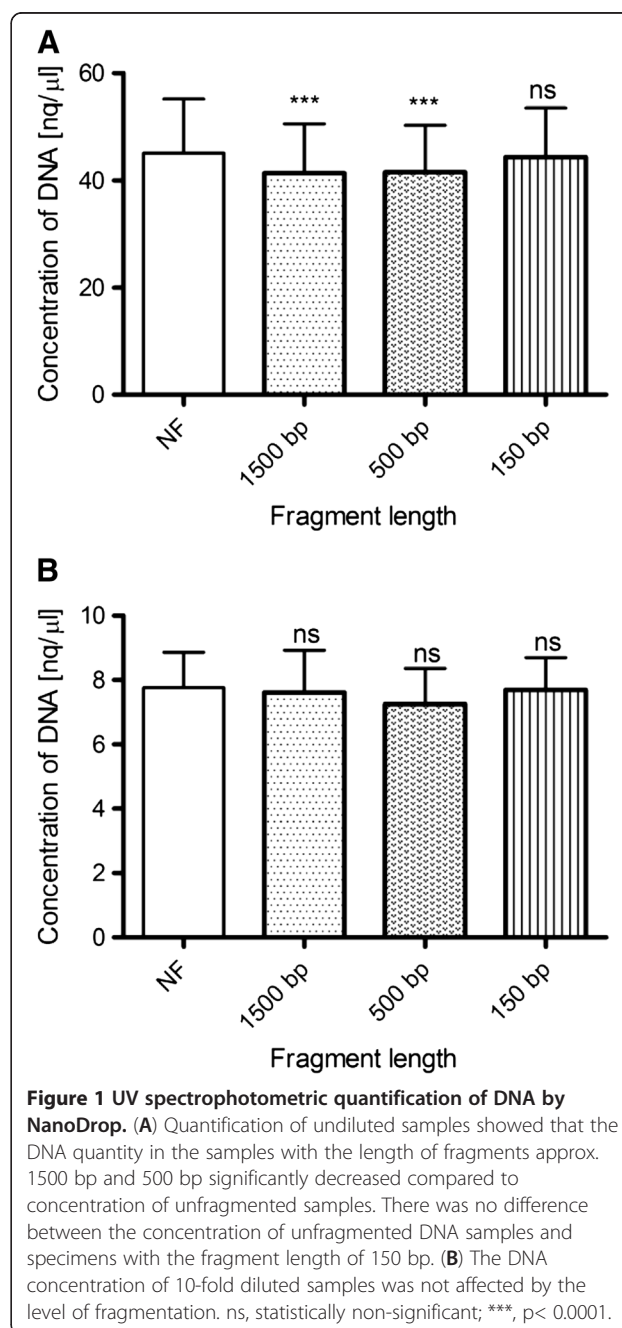 A
Concentration of DNA [nq/µl]
60
40
20
0
***
***
ns
NF
1500 bp
500 bp
150 bp
Fragment length
B
Concentration of DNA [nq/µl]
10
8
6
4
2
0
ns
ns
ns
NF
1500 bp
500 bp
150 bp
Fragment length
Figure 1 UV spectrophotometric quantification of DNA by
NanoDrop. (A) Quantification of undiluted samples showed that the
DNA quantity in the samples with the length of fragments approx.
1500 bp and 500 bp significantly decreased compared to
concentration of unfragmented samples. There was no difference
between the concentration of unfragmented DNA samples and
specimens with the fragment length of 150 bp. (B) The DNA
concentration of 10-fold diluted samples was not affected by the
level of fragmentation. ns, statistically non-significant; ***, p< 0.0001.